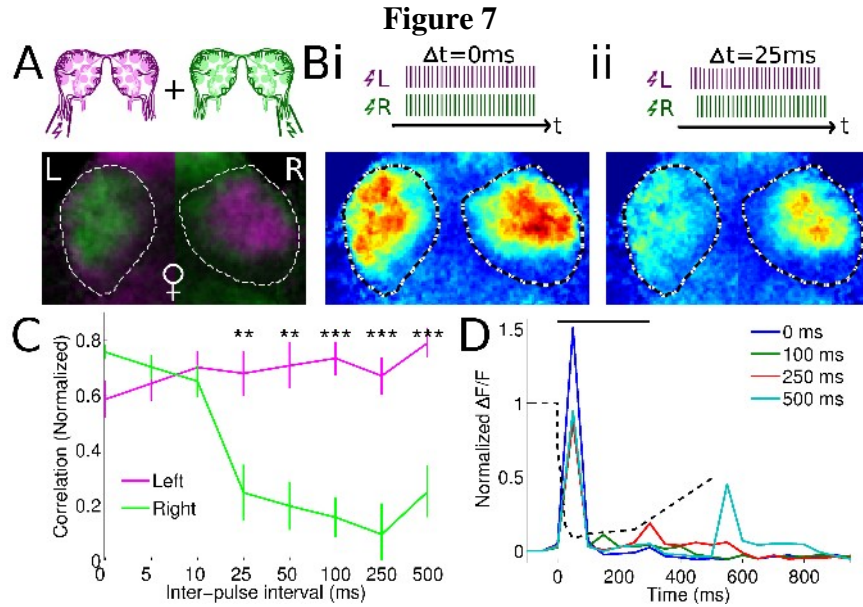 Figure 7
A
+
Bi
Δt=0ms
L
R
t
ii
Δt=25ms
L
R
t
L
R
♀
C
Correlation (Normalized)
0.8
0.6
0.4
0.2
0
** ** *** *** ***
Left
Right
0 5 10 25 50 100 250 500
Inter-pulse interval (ms)
D
Normalized ΔF/F
1.5
1
0.5
0
0 ms
100 ms
250 ms
500 ms
0 200 400 600 800
Time (ms)